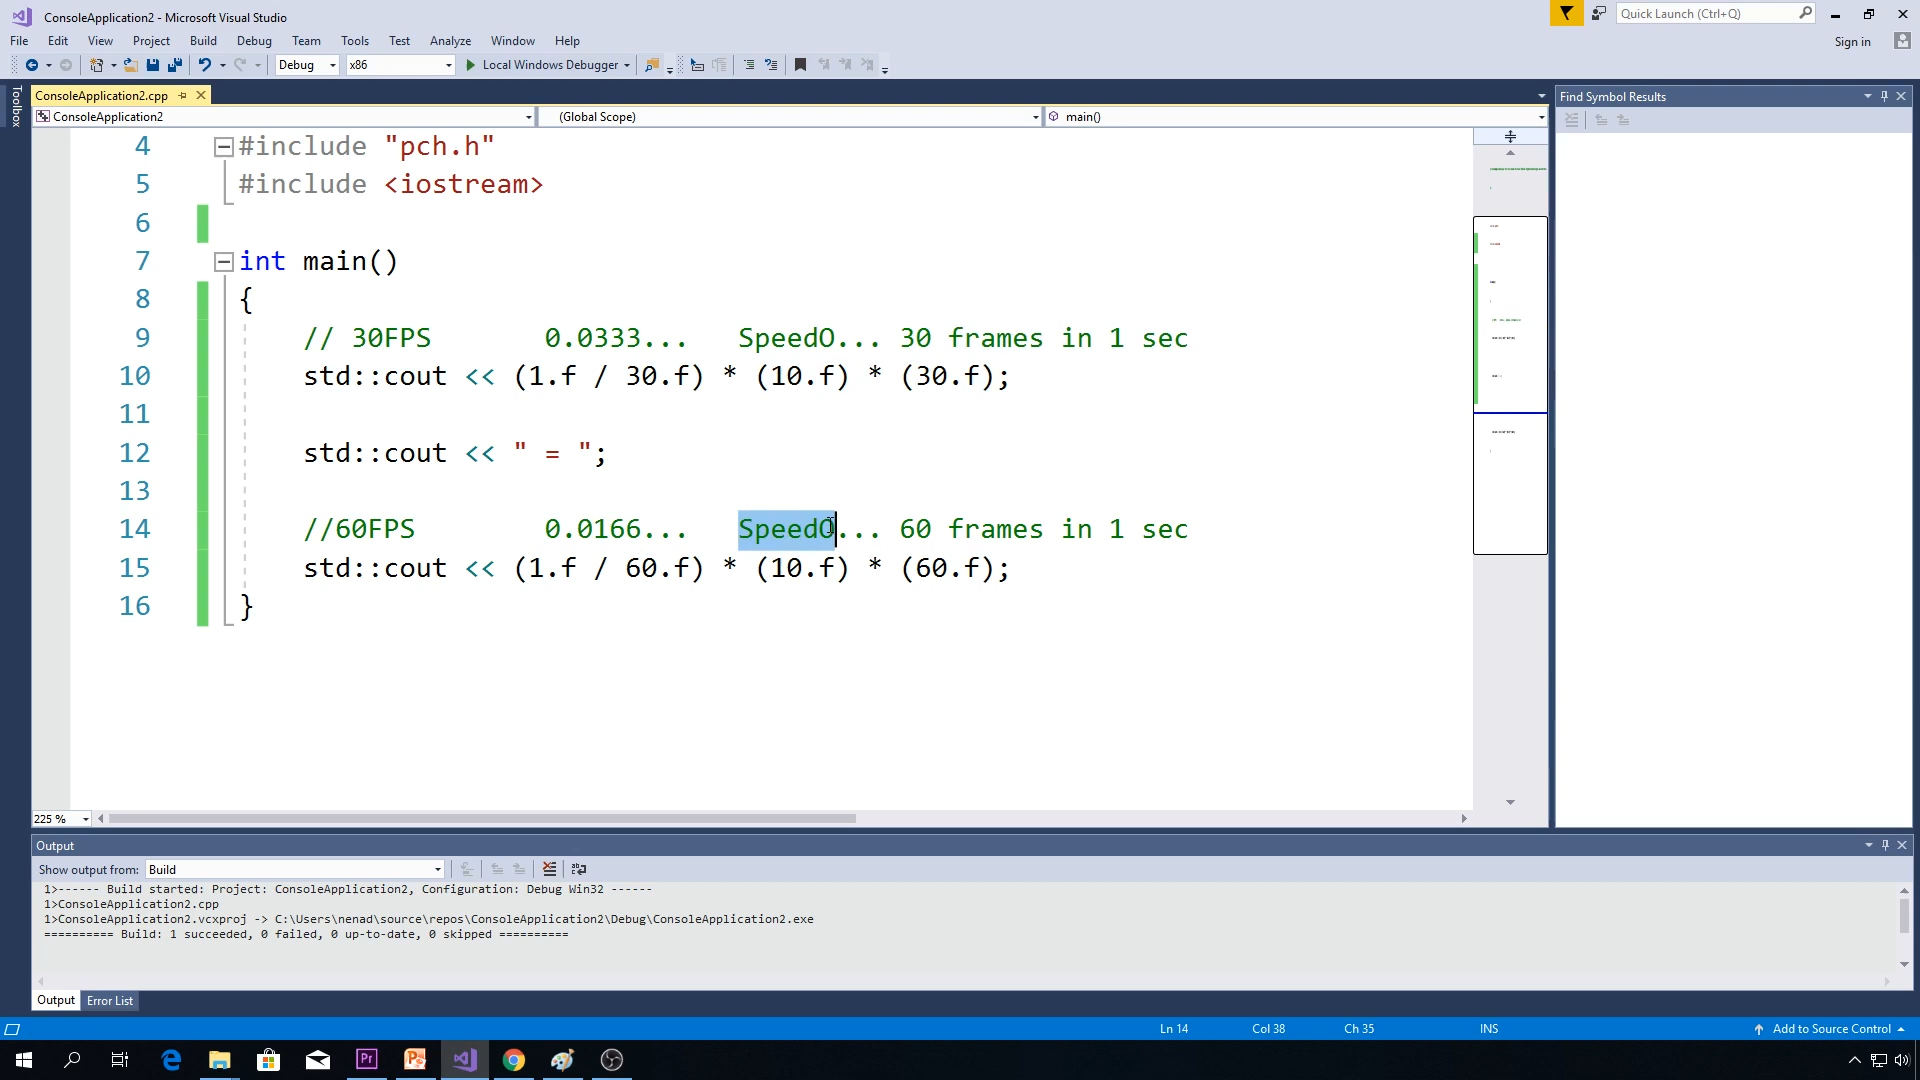 ConsoleApplication2 - Microsoft Visual Studio
Quick Launch (Ctrl+Q)
File Edit View Project Build Debug Team Tools Test Analyze Window Help
Sign in
Debug x86 Local Windows Debugger
Toolbox
ConsoleApplication2.cpp
Find Symbol Results
ConsoleApplication2 (Global Scope) main()
4 #include "pch.h"
5 #include <iostream>
6
7 int main()
8 {
9 // 30FPS 0.0333... SpeedO... 30 frames in 1 sec
10 std::cout << (1.f / 30.f) * (10.f) * (30.f);
11
12 std::cout << " = ";
13
14 //60FPS 0.0166... SpeedO... 60 frames in 1 sec
15 std::cout << (1.f / 60.f) * (10.f) * (60.f);
16 }
225 %
Output
Show output from: Build
1>------ Build started: Project: ConsoleApplication2, Configuration: Debug Win32 ------
1>ConsoleApplication2.cpp
1>ConsoleApplication2.vcxproj -> C:\Users\nenad\source\repos\ConsoleApplication2\Debug\ConsoleApplication2.exe
========== Build: 1 succeeded, 0 failed, 0 up-to-date, 0 skipped ==========
Output Error List
Ln 14 Col 38 Ch 35 INS Add to Source Control
Pr